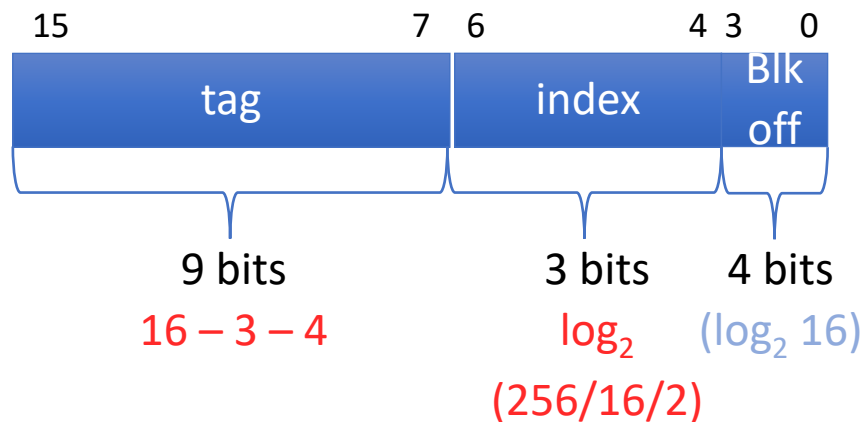 15 7 6 4 3 0
tag index Blk
off
9 bits 3 bits 4 bits
16 – 3 – 4 log₂ (log₂ 16)
(256/16/2)